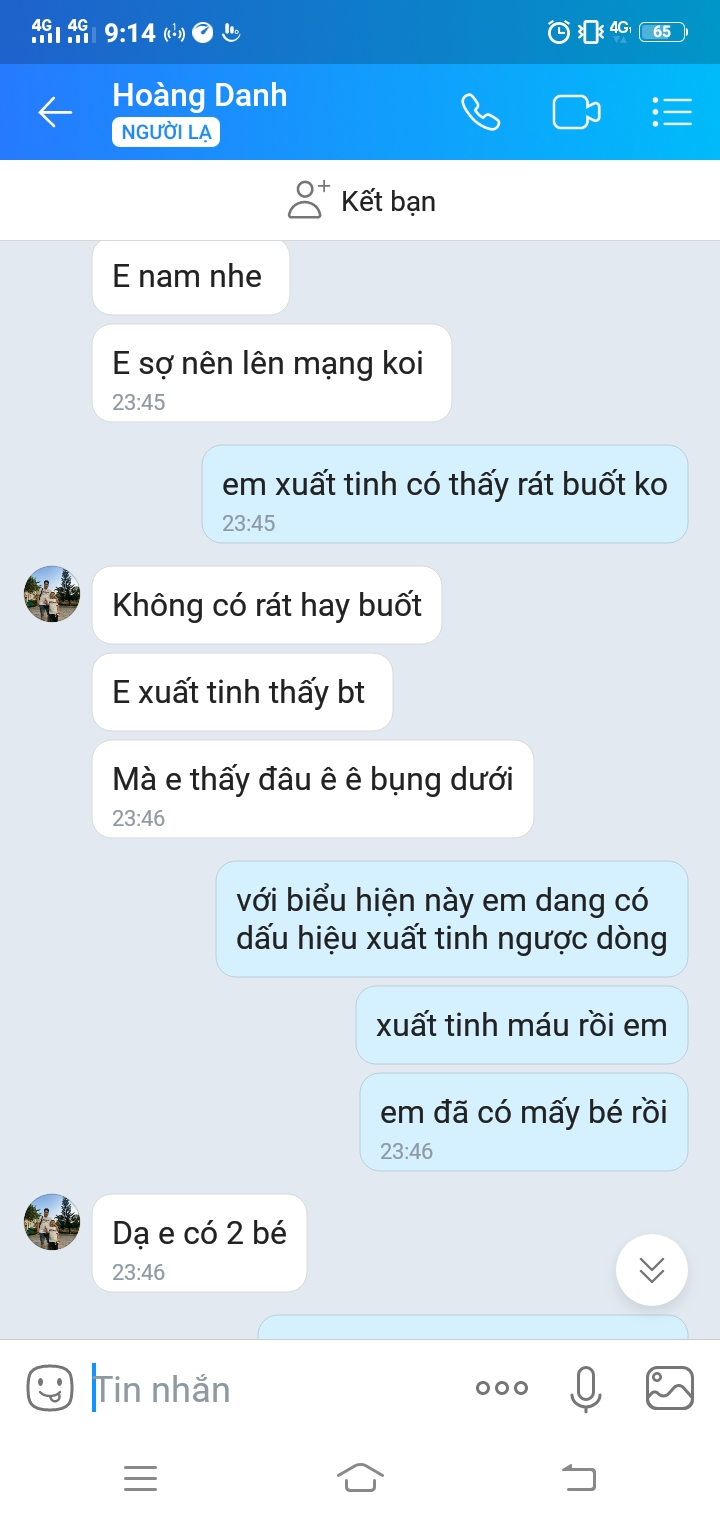 4G 4G 9:14 4G 65
Hoàng Danh
NGƯỜI LẠ
Kết bạn
E nam nhe
E sợ nên lên mạng koi
23:45
em xuất tinh có thấy rát buốt ko
23:45
Không có rát hay buốt
E xuất tinh thấy bt
Mà e thấy đâu ê ê bụng dưới
23:46
với biểu hiện này em dang có
dấu hiệu xuất tinh ngược dòng
xuất tinh máu rồi em
em đã có mấy bé rồi
23:46
Dạ e có 2 bé
23:46
Tin nhắn